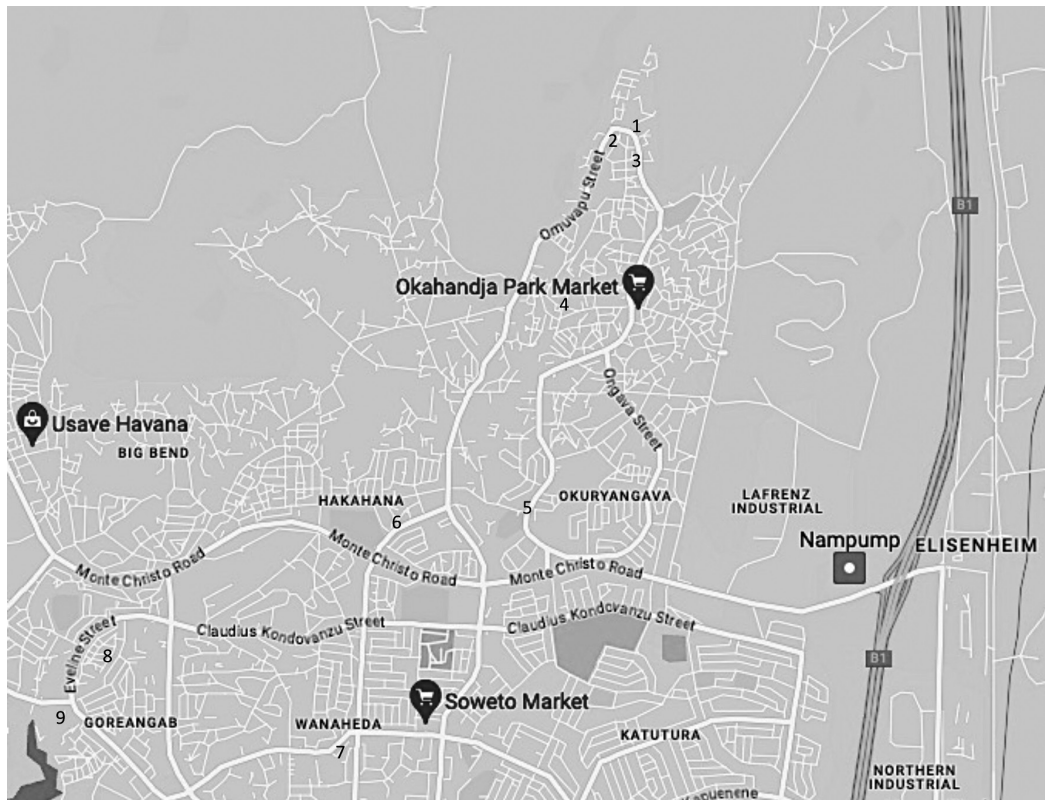 1
2
3
Omuvapu Street
B1
Okahandja Park Market
4
Ongava Street
Usave Havana
BIG BEND
HAKAHANA
6
5
OKURYANGAVA
LAFRENZ
INDUSTRIAL
Nampump
ELISENHEIM
Monte Christo Road
Monte Christo Road
Monte Christo Road
Eveline Street
Claudius Kondovanzu Street
Claudius Kondovanzu Street
8
B1
Soweto Market
9
GOREANGAB
WANAHEDA
7
KATUTURA
NORTHERN
INDUSTRIAL